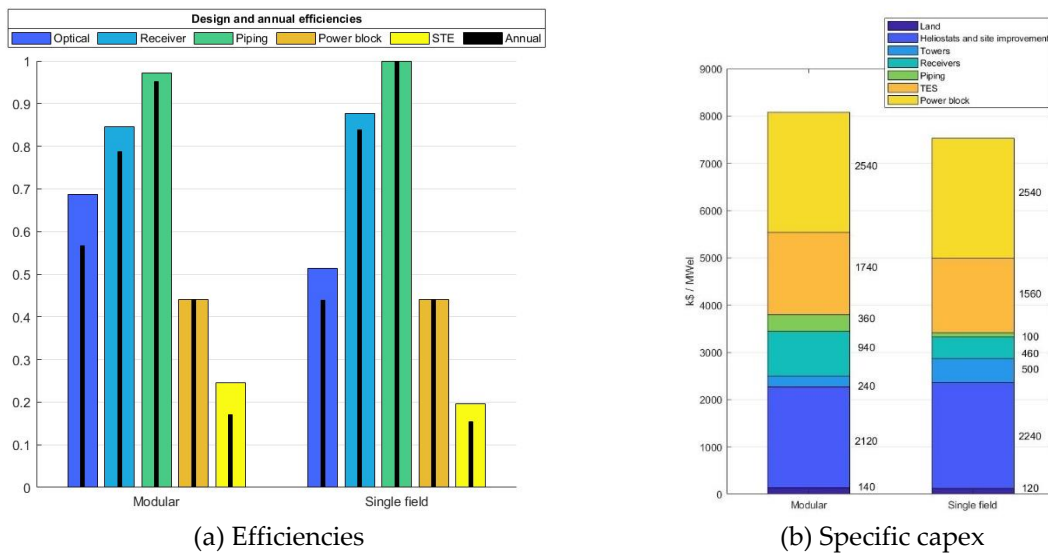 Design and annual efficiencies
Optical Receiver Piping Power block STE Annual
1
0.9
0.8
0.7
0.6
0.5
0.4
0.3
0.2
0.1
0
Modular Single field
(a) Efficiencies
Land
Heliostats and site improvement
Towers
Receivers
Piping
TES
Power block
k$ / MWel
9000
8000
7000
6000
5000
4000
3000
2000
1000
0
2540
1740
360
940
240
2120
140
2540
1560
100
460
500
2240
120
Modular Single field
(b) Specific capex